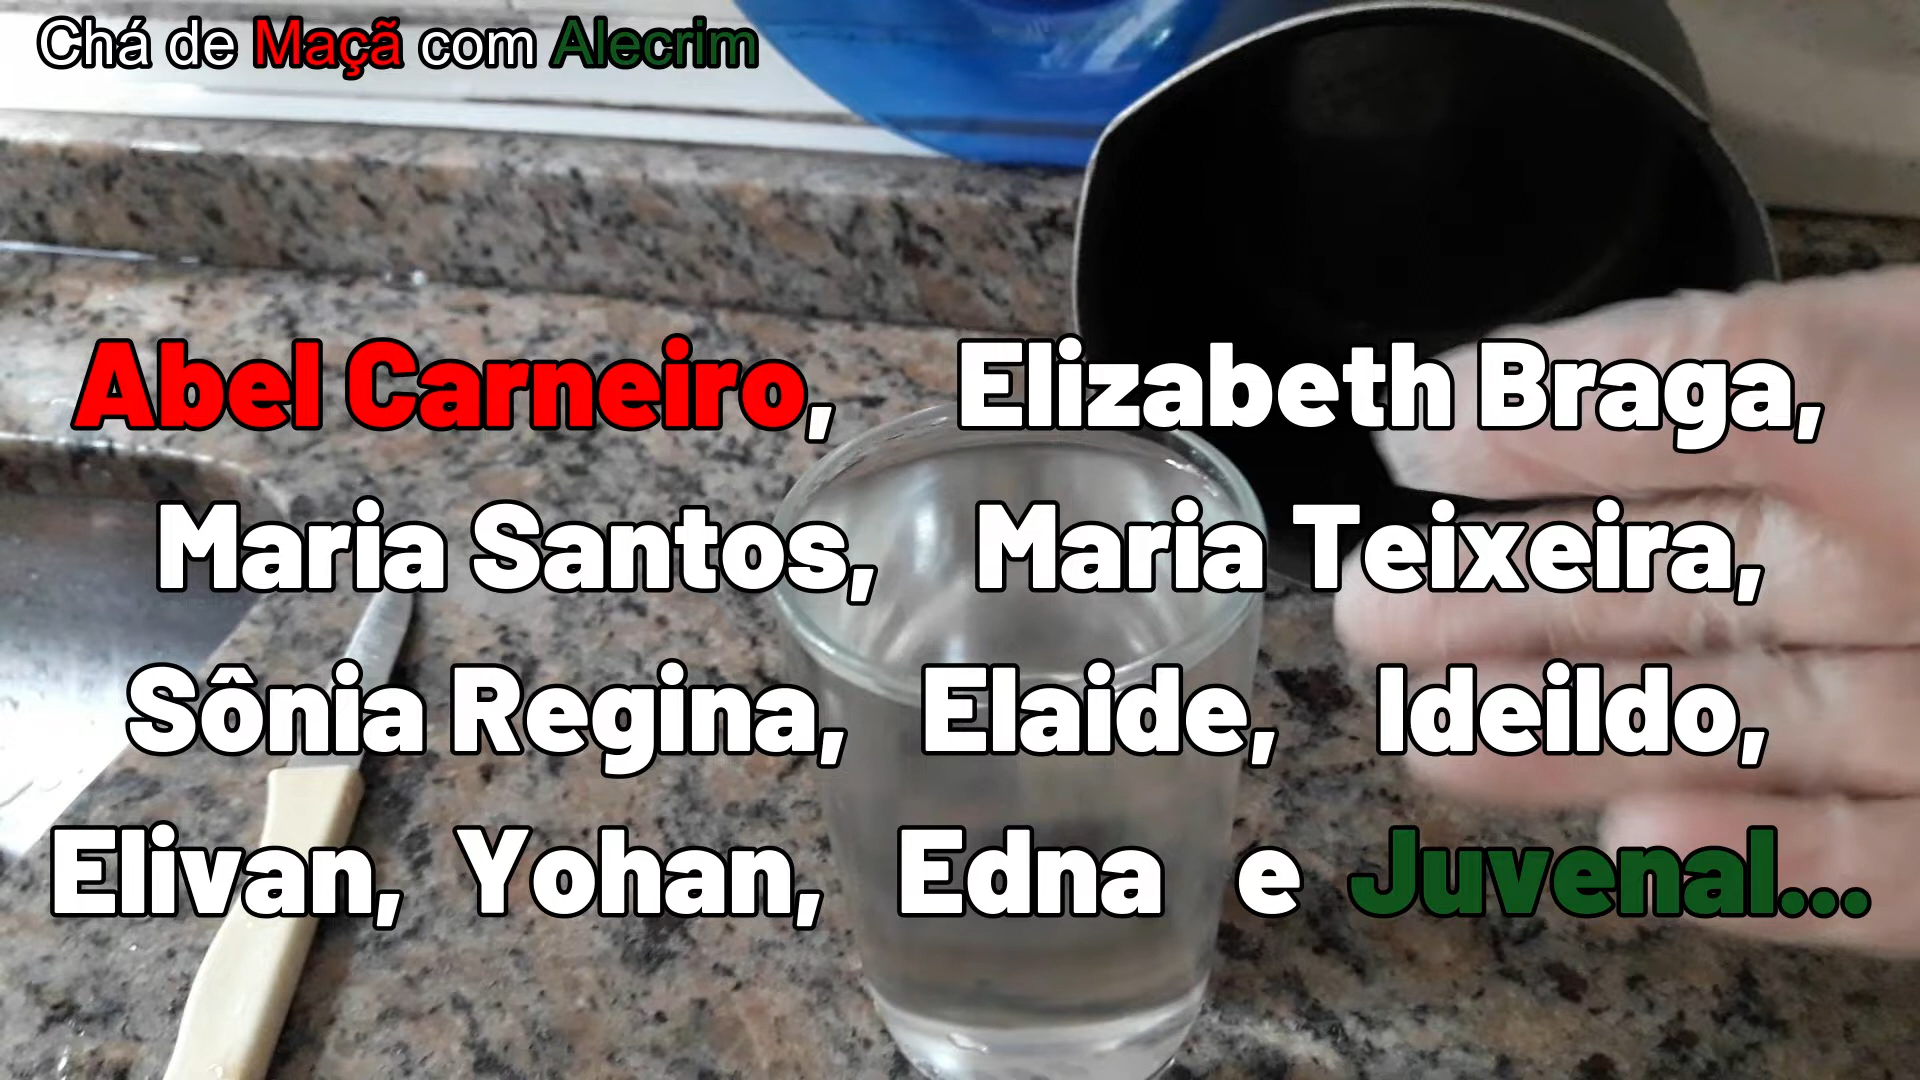 Chá de Maçã com Alecrim
Abel Carneiro, Elizabeth Braga,
Maria Santos, Maria Teixeira,
Sônia Regina, Elaide, Ideildo,
Elivan, Yohan, Edna e Juvenal...